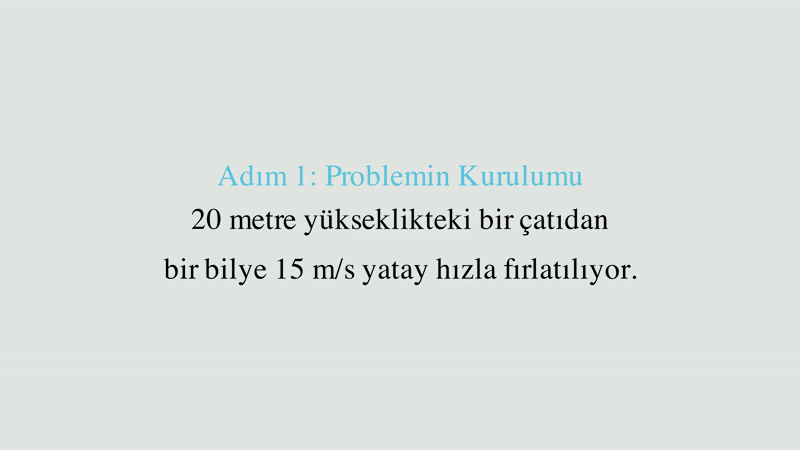 Adım 1: Problemin Kurulumu
20 metre yükseklikteki bir çatıdan
bir bilye 15 m/s yatay hızla fırlatılıyor.